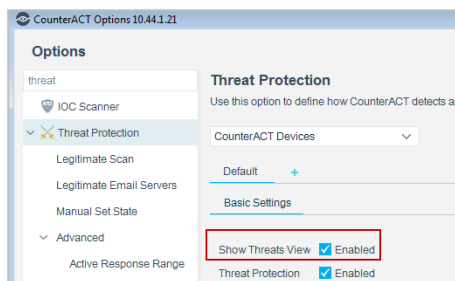 CounterACT Options 10.44.1.21
Options
threat
IOC Scanner
Threat Protection
Legitimate Scan
Legitimate Email Servers
Manual Set State
Advanced
Active Response Range
Threat Protection
Use this option to define how CounterACT detects a
CounterACT Devices
Default +
Basic Settings
Show Threats View Enabled
Threat Protection Enabled